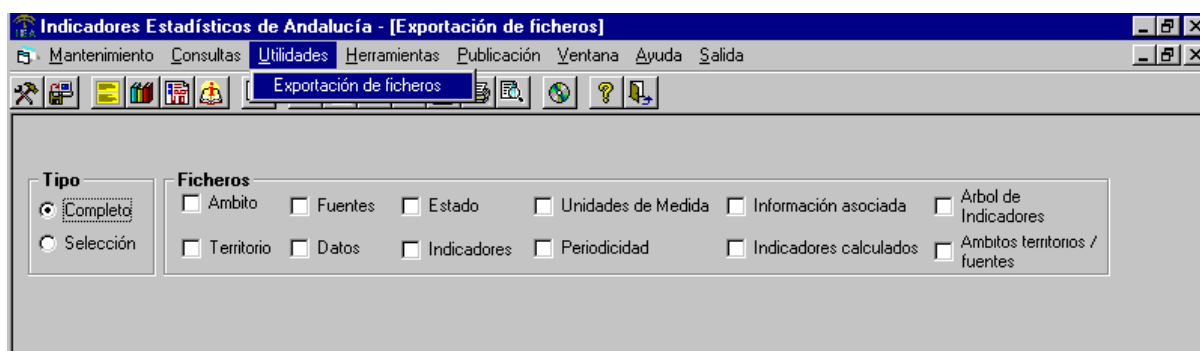 Indicadores Estadísticos de Andalucía - [Exportación de ficheros]
Mantenimiento Consultas Utilidades Herramientas Publicación Ventana Ayuda Salida
Exportación de ficheros
Tipo
Completo
Selección
Ficheros
Ambito Fuentes Estado Unidades de Medida Información asociada Arbol de
Indicadores
Territorio Datos Indicadores Periodicidad Indicadores calculados Ambitos territorios /
fuentes